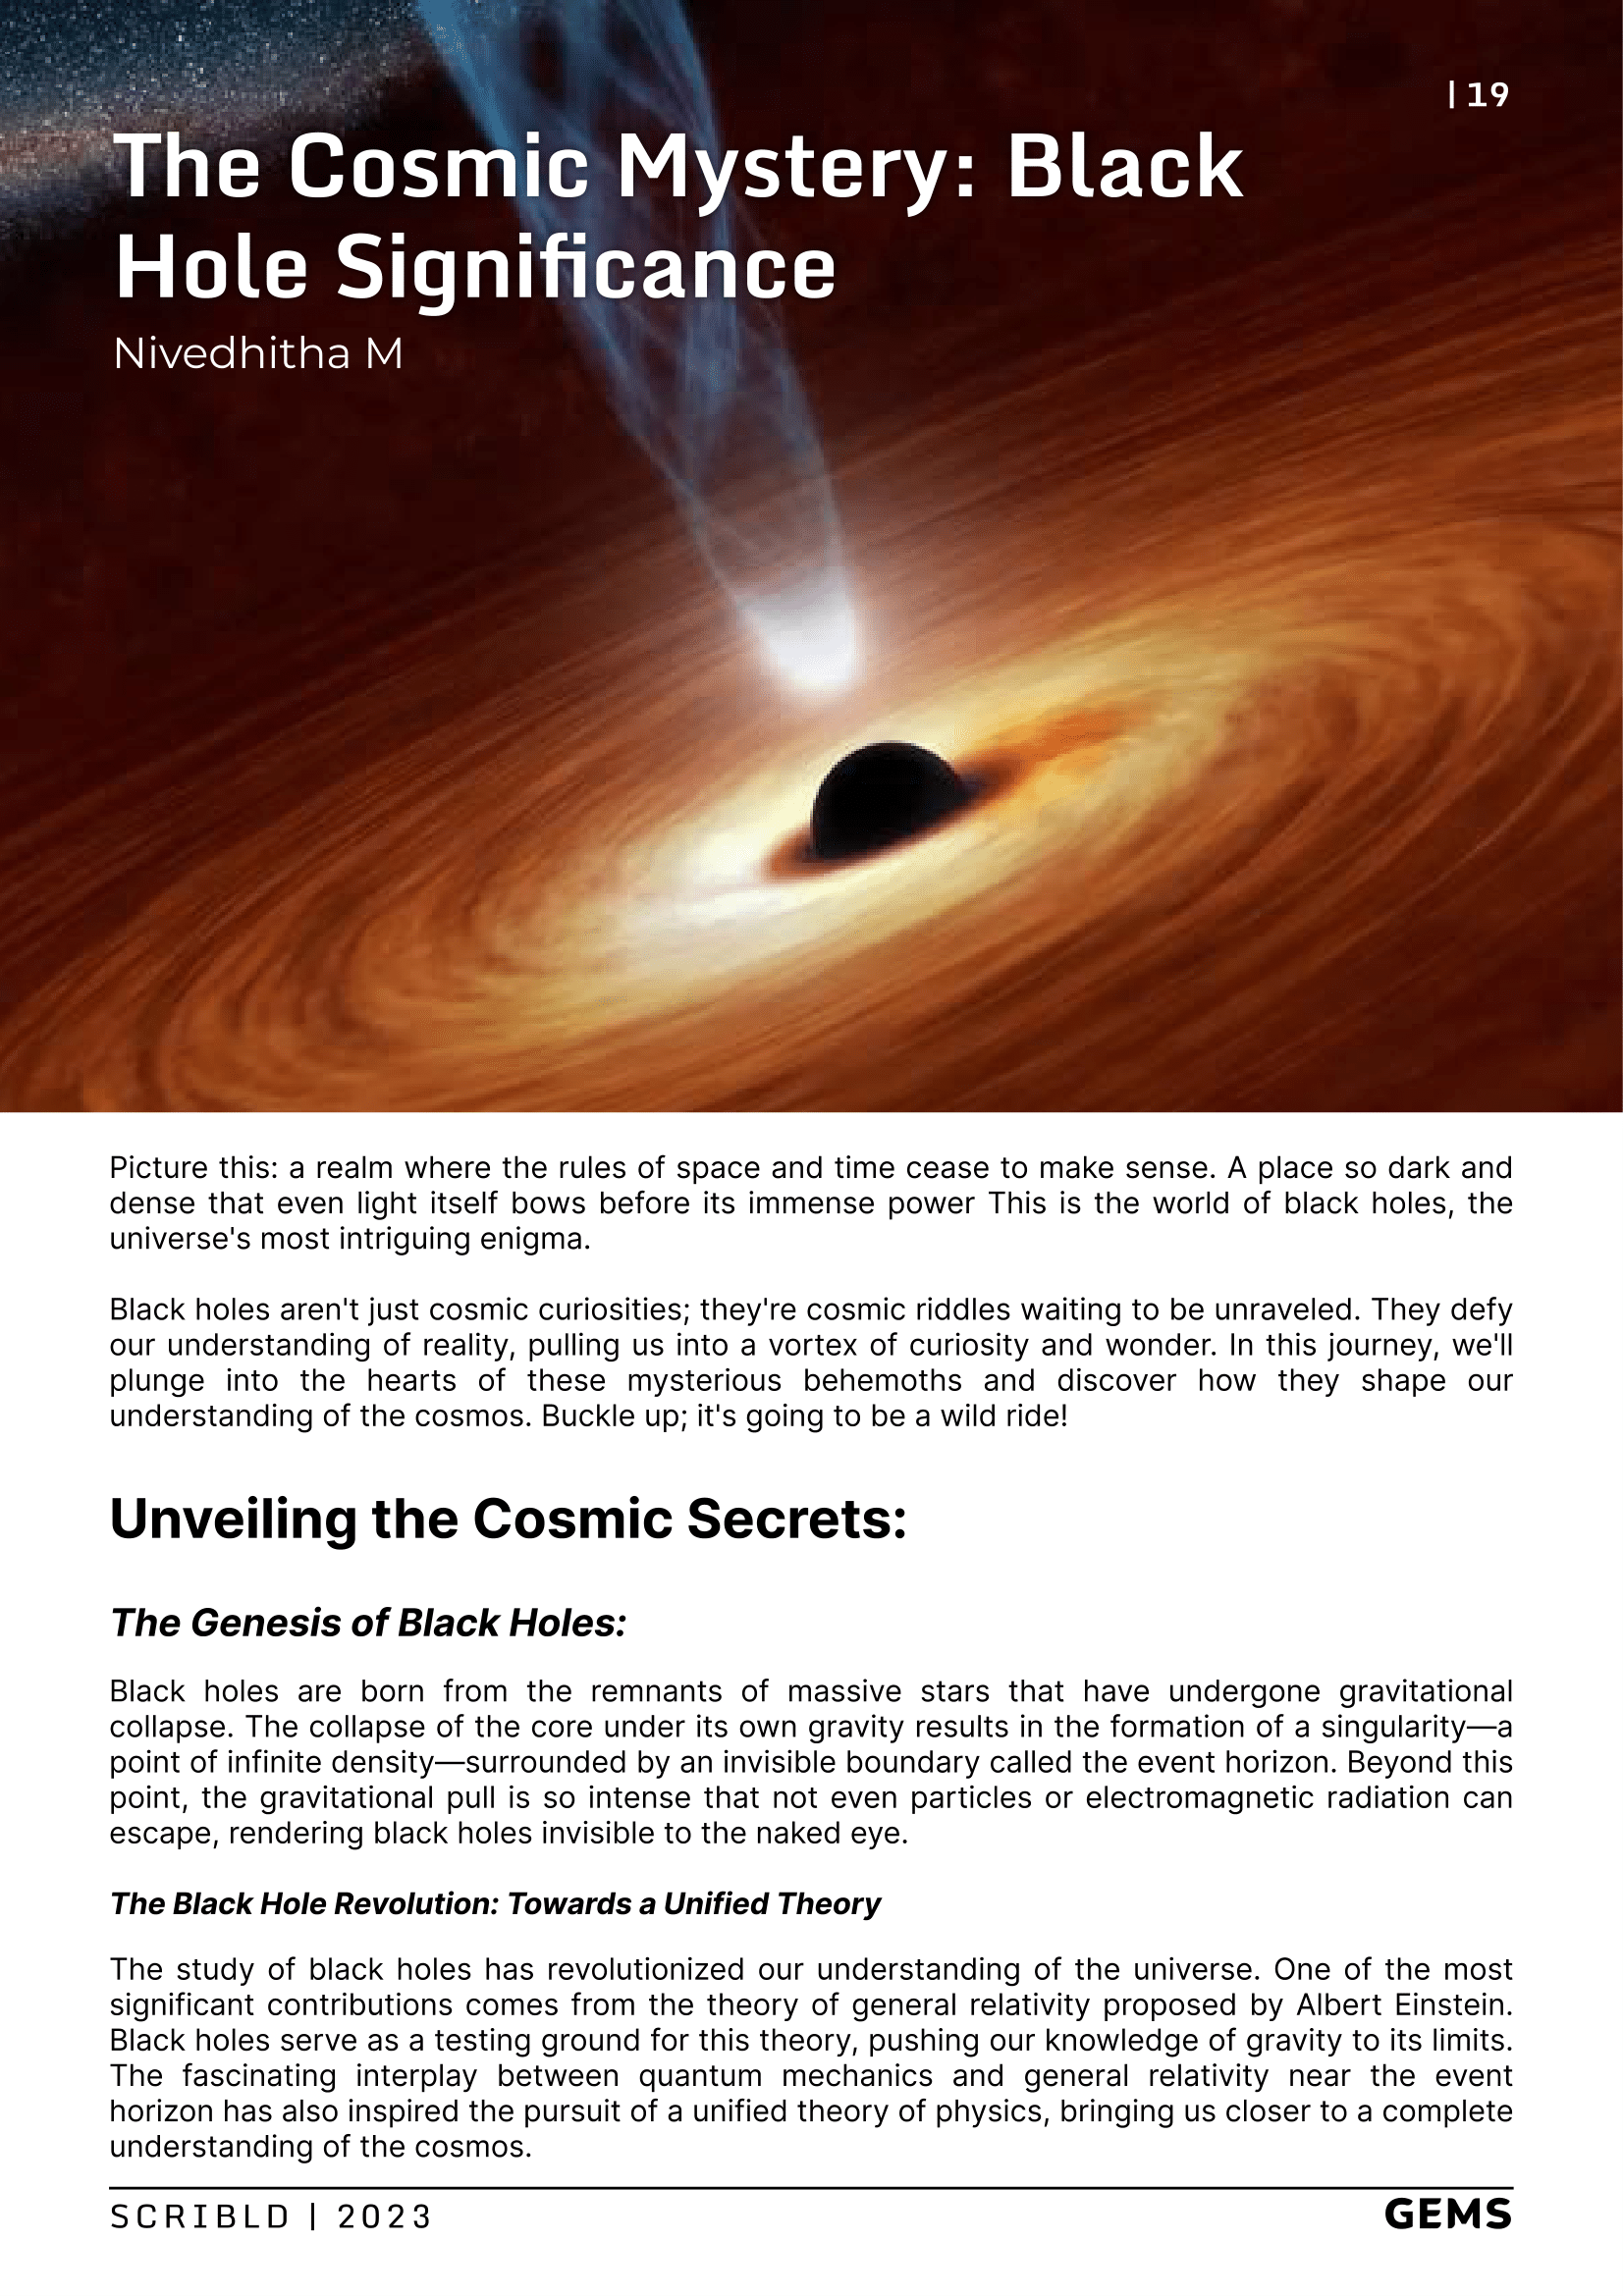 | 19
The Cosmic Mystery: Black
Hole Significance
Nivedhitha M
Picture this: a realm where the rules of space and time cease to make sense. A place so dark and
dense that even light itself bows before its immense power This is the world of black holes, the
universe's most intriguing enigma.
Black holes aren't just cosmic curiosities; they're cosmic riddles waiting to be unraveled. They defy
our understanding of reality, pulling us into a vortex of curiosity and wonder. In this journey, we'll
plunge into the hearts of these mysterious behemoths and discover how they shape our
understanding of the cosmos. Buckle up; it's going to be a wild ride!
Unveiling the Cosmic Secrets:
The Genesis of Black Holes:
Black holes are born from the remnants of massive stars that have undergone gravitational
collapse. The collapse of the core under its own gravity results in the formation of a singularity—a
point of infinite density—surrounded by an invisible boundary called the event horizon. Beyond this
point, the gravitational pull is so intense that not even particles or electromagnetic radiation can
escape, rendering black holes invisible to the naked eye.
The Black Hole Revolution: Towards a Unified Theory
The study of black holes has revolutionized our understanding of the universe. One of the most
significant contributions comes from the theory of general relativity proposed by Albert Einstein.
Black holes serve as a testing ground for this theory, pushing our knowledge of gravity to its limits.
The fascinating interplay between quantum mechanics and general relativity near the event
horizon has also inspired the pursuit of a unified theory of physics, bringing us closer to a complete
understanding of the cosmos.
SCRIBLD | 2023
GEMS